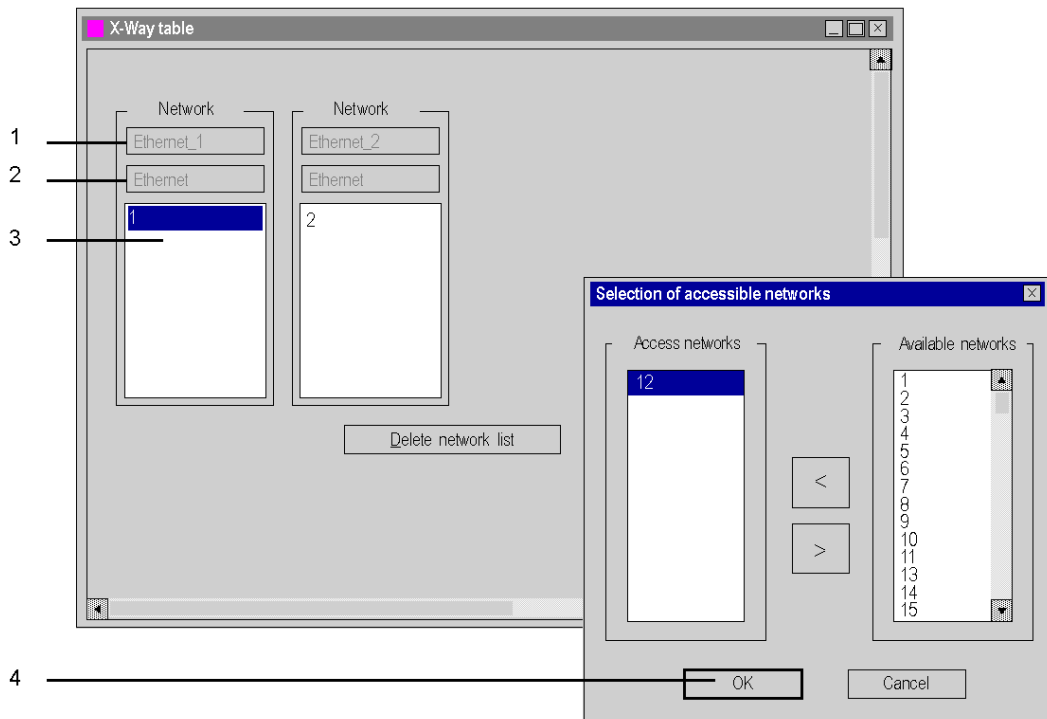 X-Way table
Network Network
1 Ethernet_1 Ethernet_2
2 Ethernet Ethernet
1 2
3
Delete network list
Selection of accessible networks
Access networks Available networks
12
1
2
3
4
5
6
7
8
9
10
11
13
14
15
<
>
4 OK Cancel